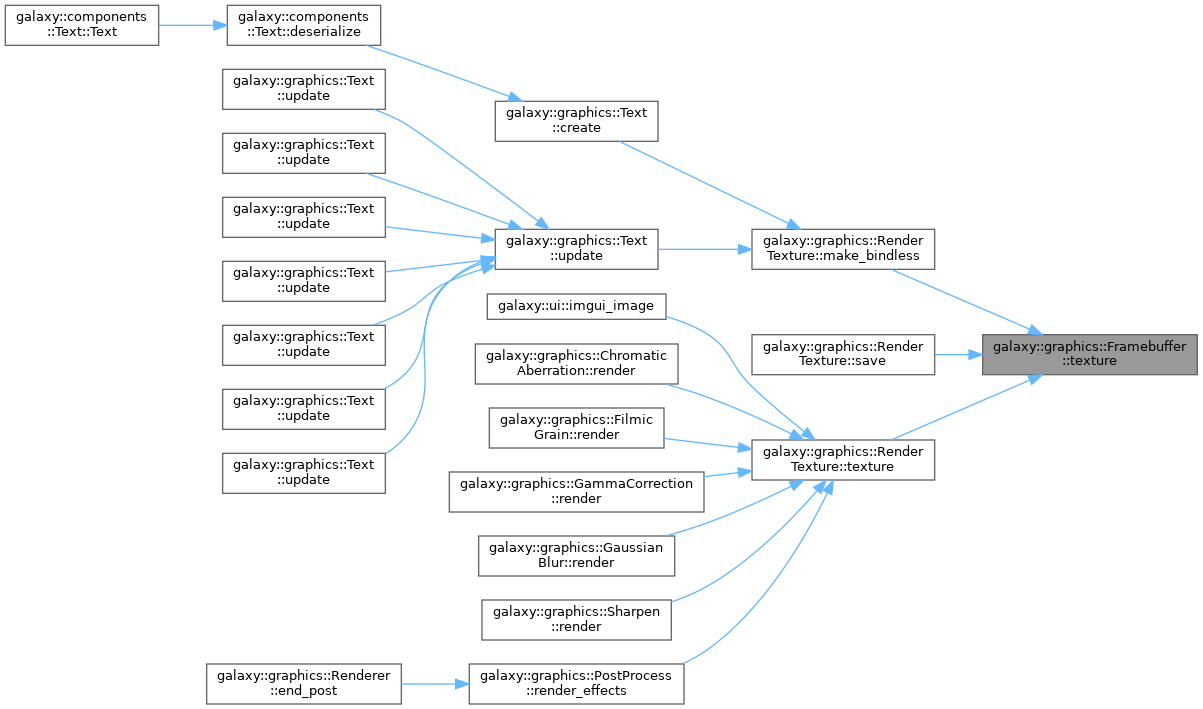 galaxy::components
::Text::Text
galaxy::components
::Text::deserialize
galaxy::graphics::Text
::update
galaxy::graphics::Text
::create
galaxy::graphics::Text
::update
galaxy::graphics::Text
::update
galaxy::graphics::Text
::update
galaxy::graphics::Render
Texture::make_bindless
galaxy::graphics::Text
::update
galaxy::ui::imgui_image
galaxy::graphics::Text
::update
galaxy::graphics::Chromatic
Aberration::render
galaxy::graphics::Render
Texture::save
galaxy::graphics::Framebuffer
::texture
galaxy::graphics::Text
::update
galaxy::graphics::Filmic
Grain::render
galaxy::graphics::Render
Texture::texture
galaxy::graphics::Text
::update
galaxy::graphics::GammaCorrection
::render
galaxy::graphics::Gaussian
Blur::render
galaxy::graphics::Sharpen
::render
galaxy::graphics::Renderer
::end_post
galaxy::graphics::PostProcess
::render_effects